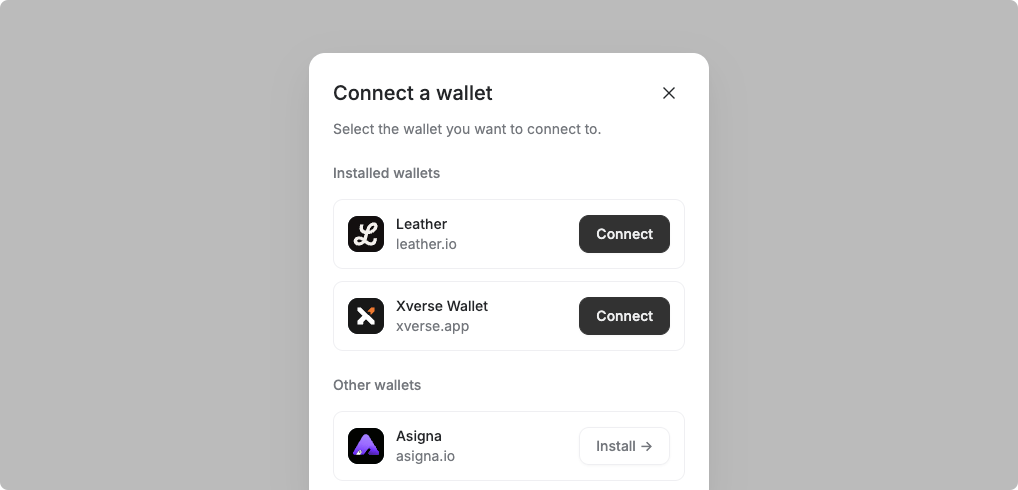 Connect a wallet
Select the wallet you want to connect to.
Installed wallets
Leather
leather.io
Connect
Xverse Wallet
xverse.app
Connect
Other wallets
Asigna
asigna.io
Install →